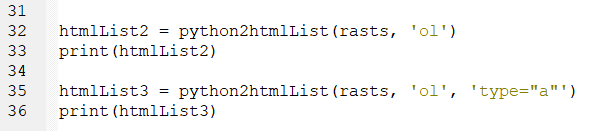 31
32 htmlList2 = python2htmlList(rasts, 'ol')
33 print(htmlList2)
34
35 htmlList3 = python2htmlList(rasts, 'ol', 'type="a"')
36 print(htmlList3)